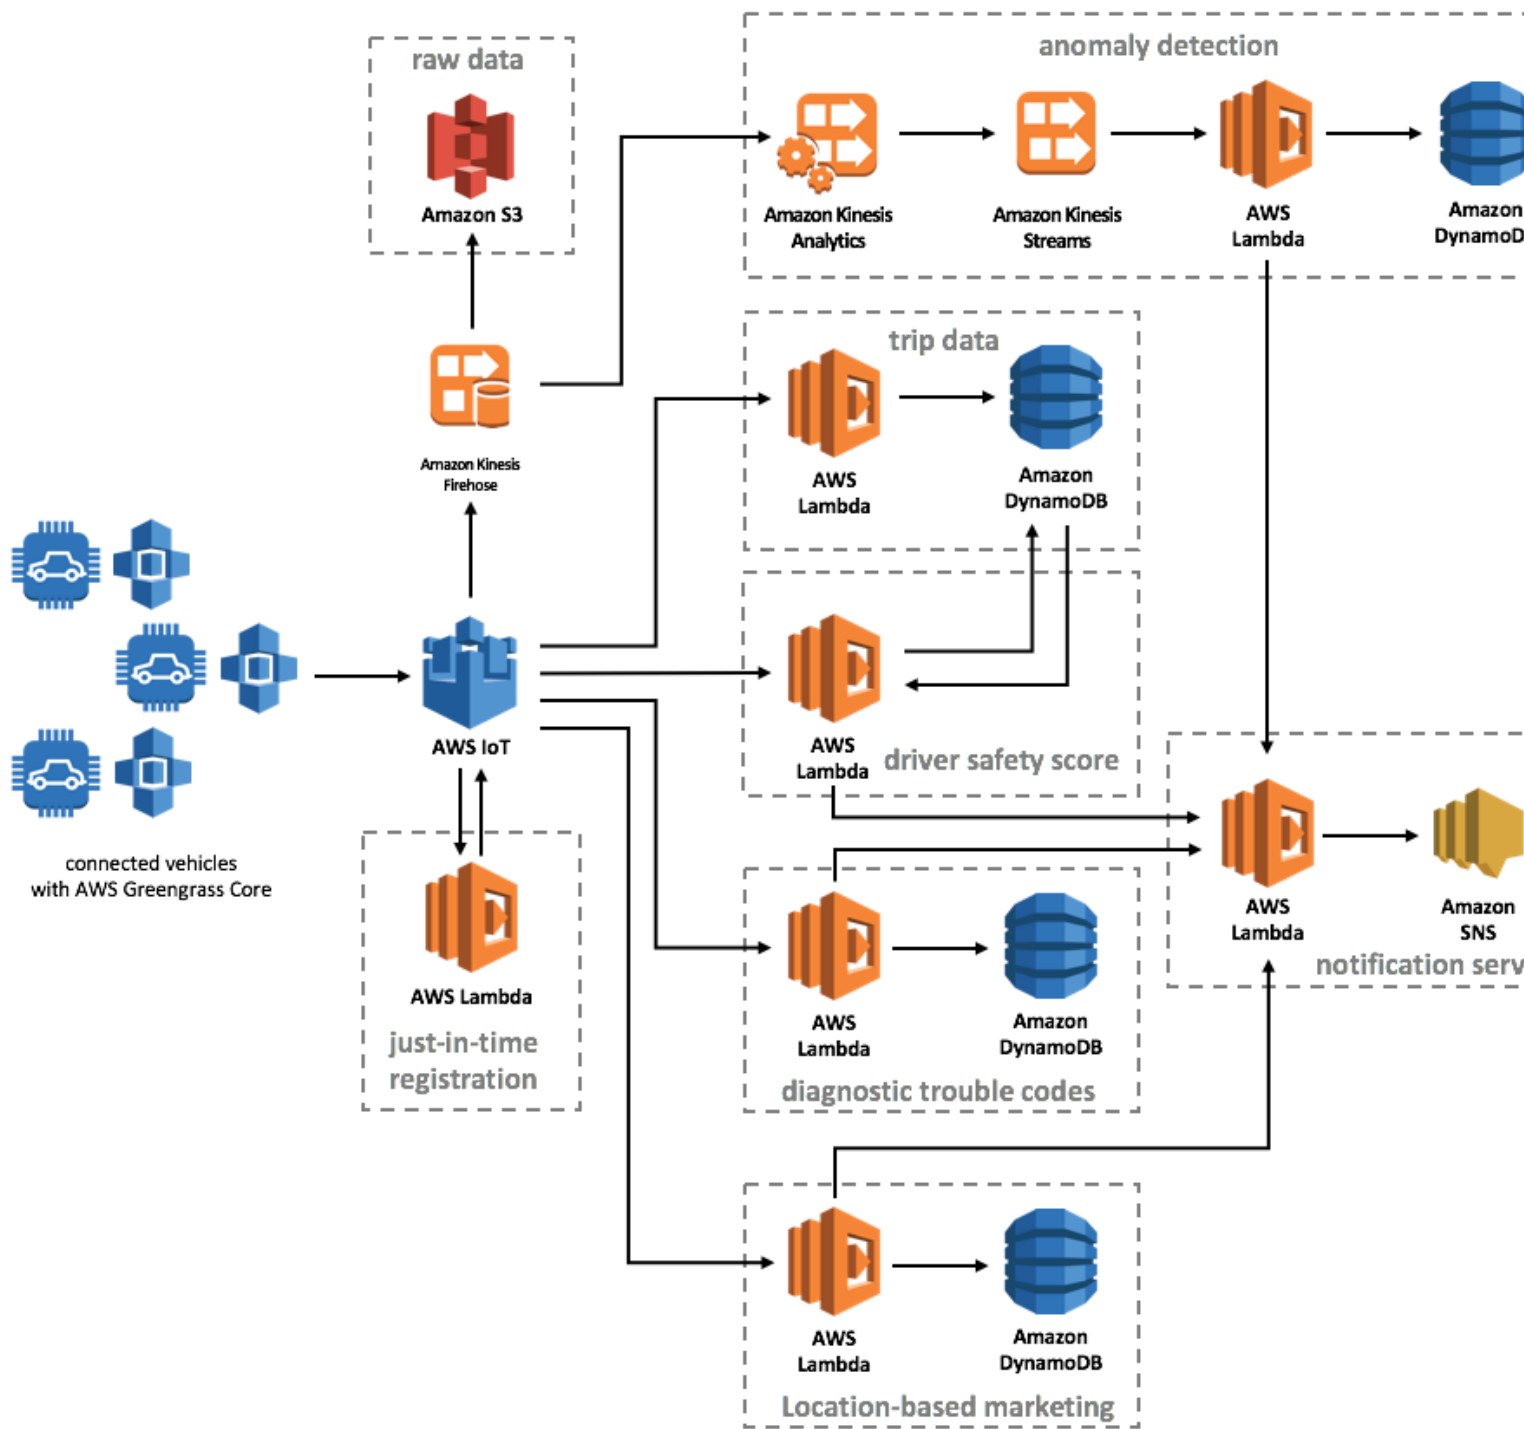 raw data
Amazon S3
anomaly detection
Amazon Kinesis
Analytics
Amazon Kinesis
Streams
AWS
Lambda
Amazon
DynamoD
Amazon Kinesis
Firehose
trip data
AWS
Lambda
Amazon
DynamoDB
connected vehicles
with AWS Greengrass Core
AWS IoT
AWS
Lambda
driver safety score
AWS Lambda
just-in-time
registration
AWS
Lambda
Amazon
DynamoDB
diagnostic trouble codes
AWS
Lambda
Amazon
SNS
notification serv
AWS
Lambda
Amazon
DynamoDB
Location-based marketing